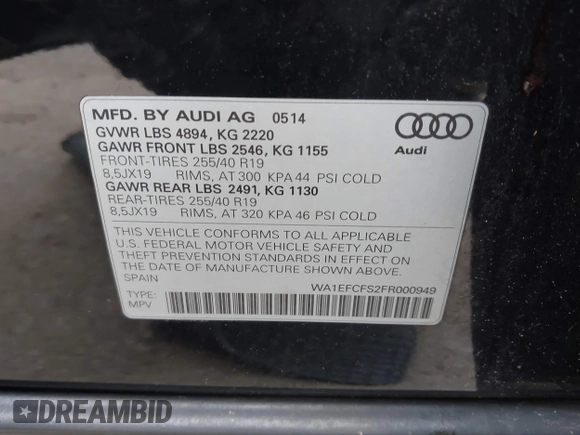 MFD. BY AUDI AG 0514
GVWR LBS 4894, KG 2220
GAWR FRONT LBS 2546, KG 1155
FRONT-TIRES 255/40 R19
8,5JX19 RIMS, AT 300 KPA 44 PSI COLD
GAWR REAR LBS 2491, KG 1130
REAR-TIRES 255/40 R19
8,5JX19 RIMS, AT 320 KPA 46 PSI COLD
Audi
THIS VEHICLE CONFORMS TO ALL APPLICABLE
U.S. FEDERAL MOTOR VEHICLE SAFETY AND
THEFT PREVENTION STANDARDS IN EFFECT ON
THE DATE OF MANUFACTURE SHOWN ABOVE.
SPAIN
WA1EFCFS2FR000949
TYPE:
MPV
DREAMBID